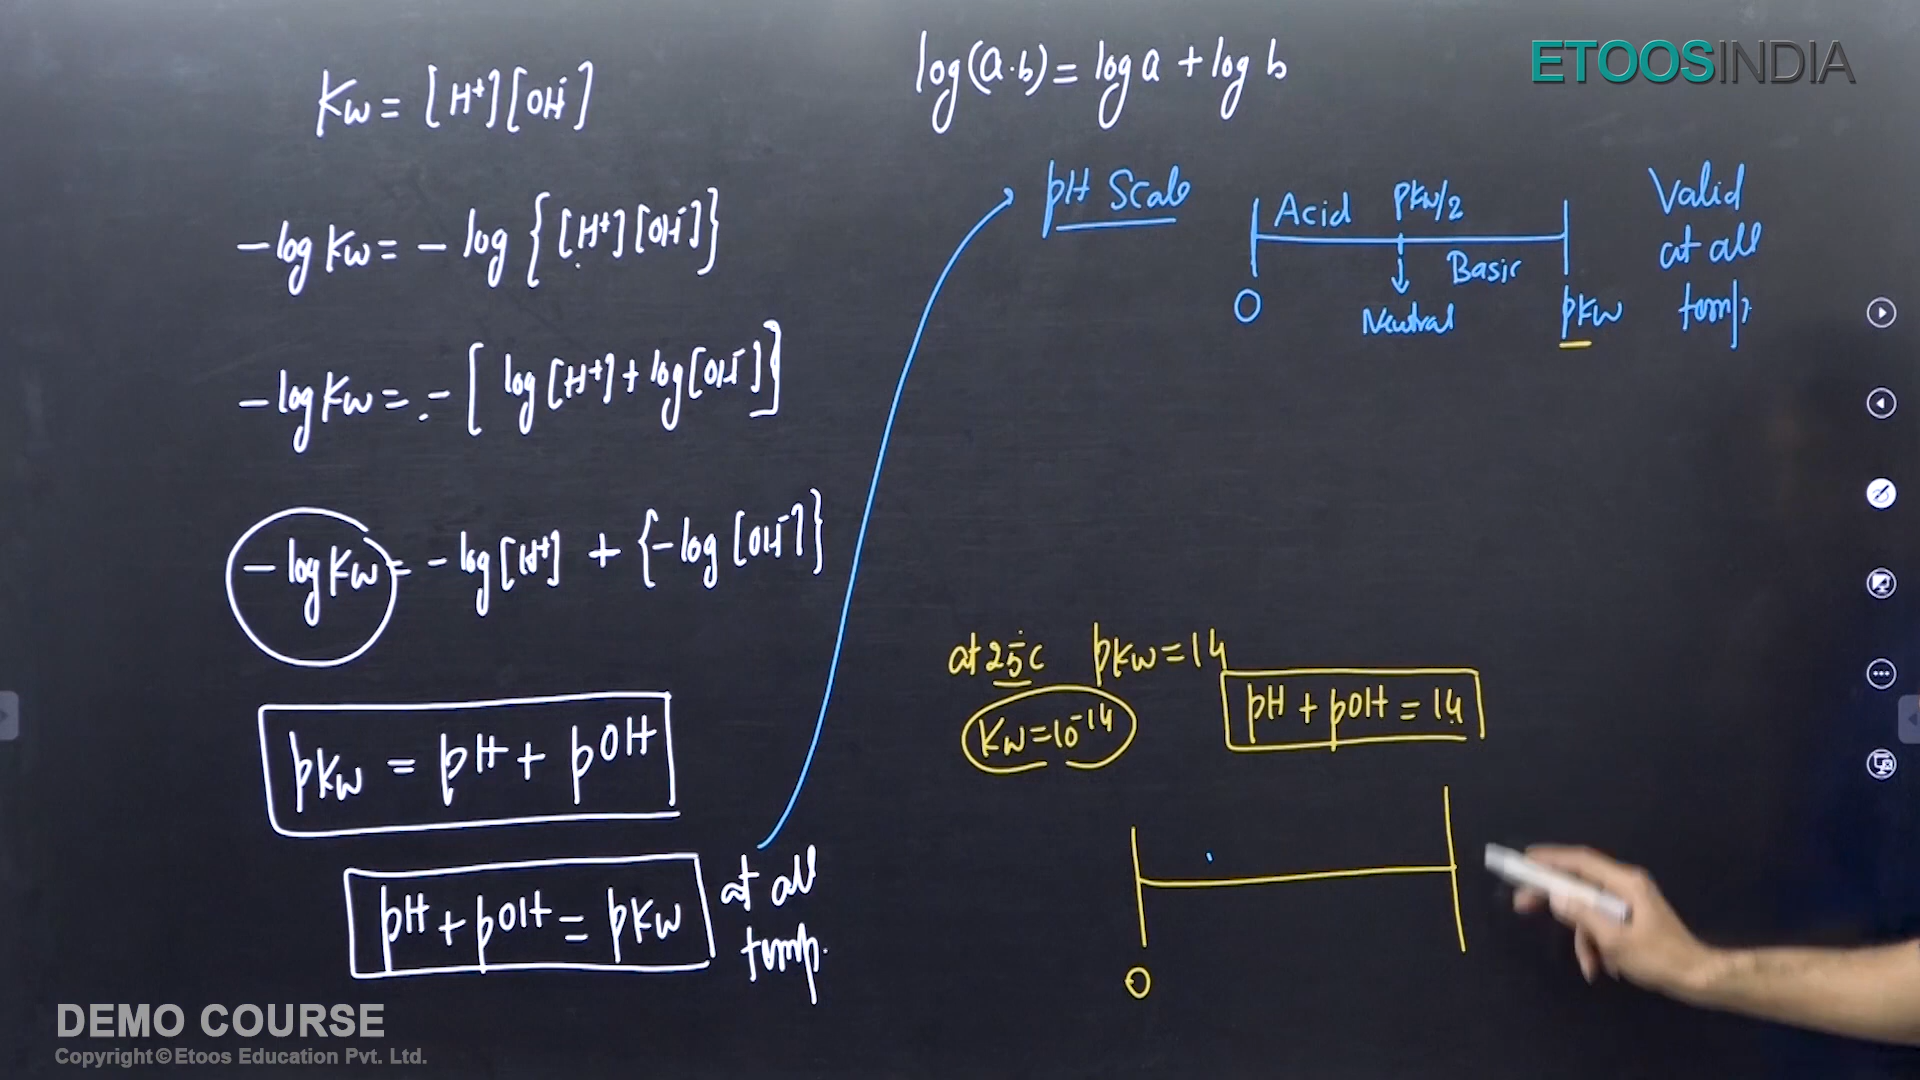 Kw = [H⁺][OH⁻]
-log Kw = - log {[H⁺][OH⁻]}
-log Kw = - [log[H⁺] + log[OH⁻]]
-log Kw = -log[H⁺] + {-log[OH⁻]}
pKw = pH + pOH
pH + pOH = pKw at all temp.
log(a·b) = log a + log b
ETOOSINDIA
pH Scale
Acid pKw/2
Basic
0 Neutral pKw
Valid
at all
temp.
at 25°C pKw = 14
Kw = 10⁻¹⁴
pH + pOH = 14
0
DEMO COURSE
Copyright © Etoos Education Pvt. Ltd.